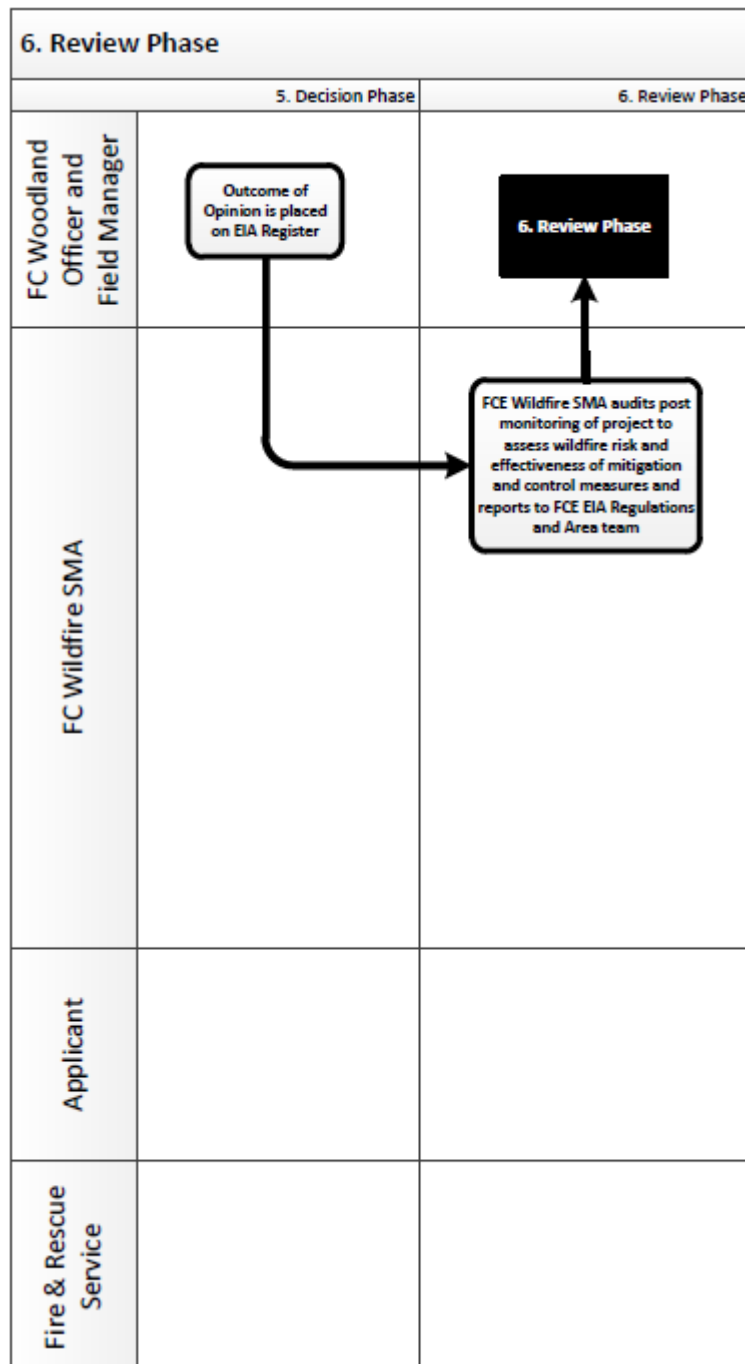 6. Review Phase
5. Decision Phase
6. Review Phase
FC Woodland
Officer and
Field Manager
Outcome of
Opinion is placed
on EIA Register
6. Review Phase
FC Wildfire SMA
FCE Wildfire SMA audits post
monitoring of project to
assess wildfire risk and
effectiveness of mitigation
and control measures and
reports to FCE EIA Regulations
and Area team
Applicant
Fire & Rescue
Service